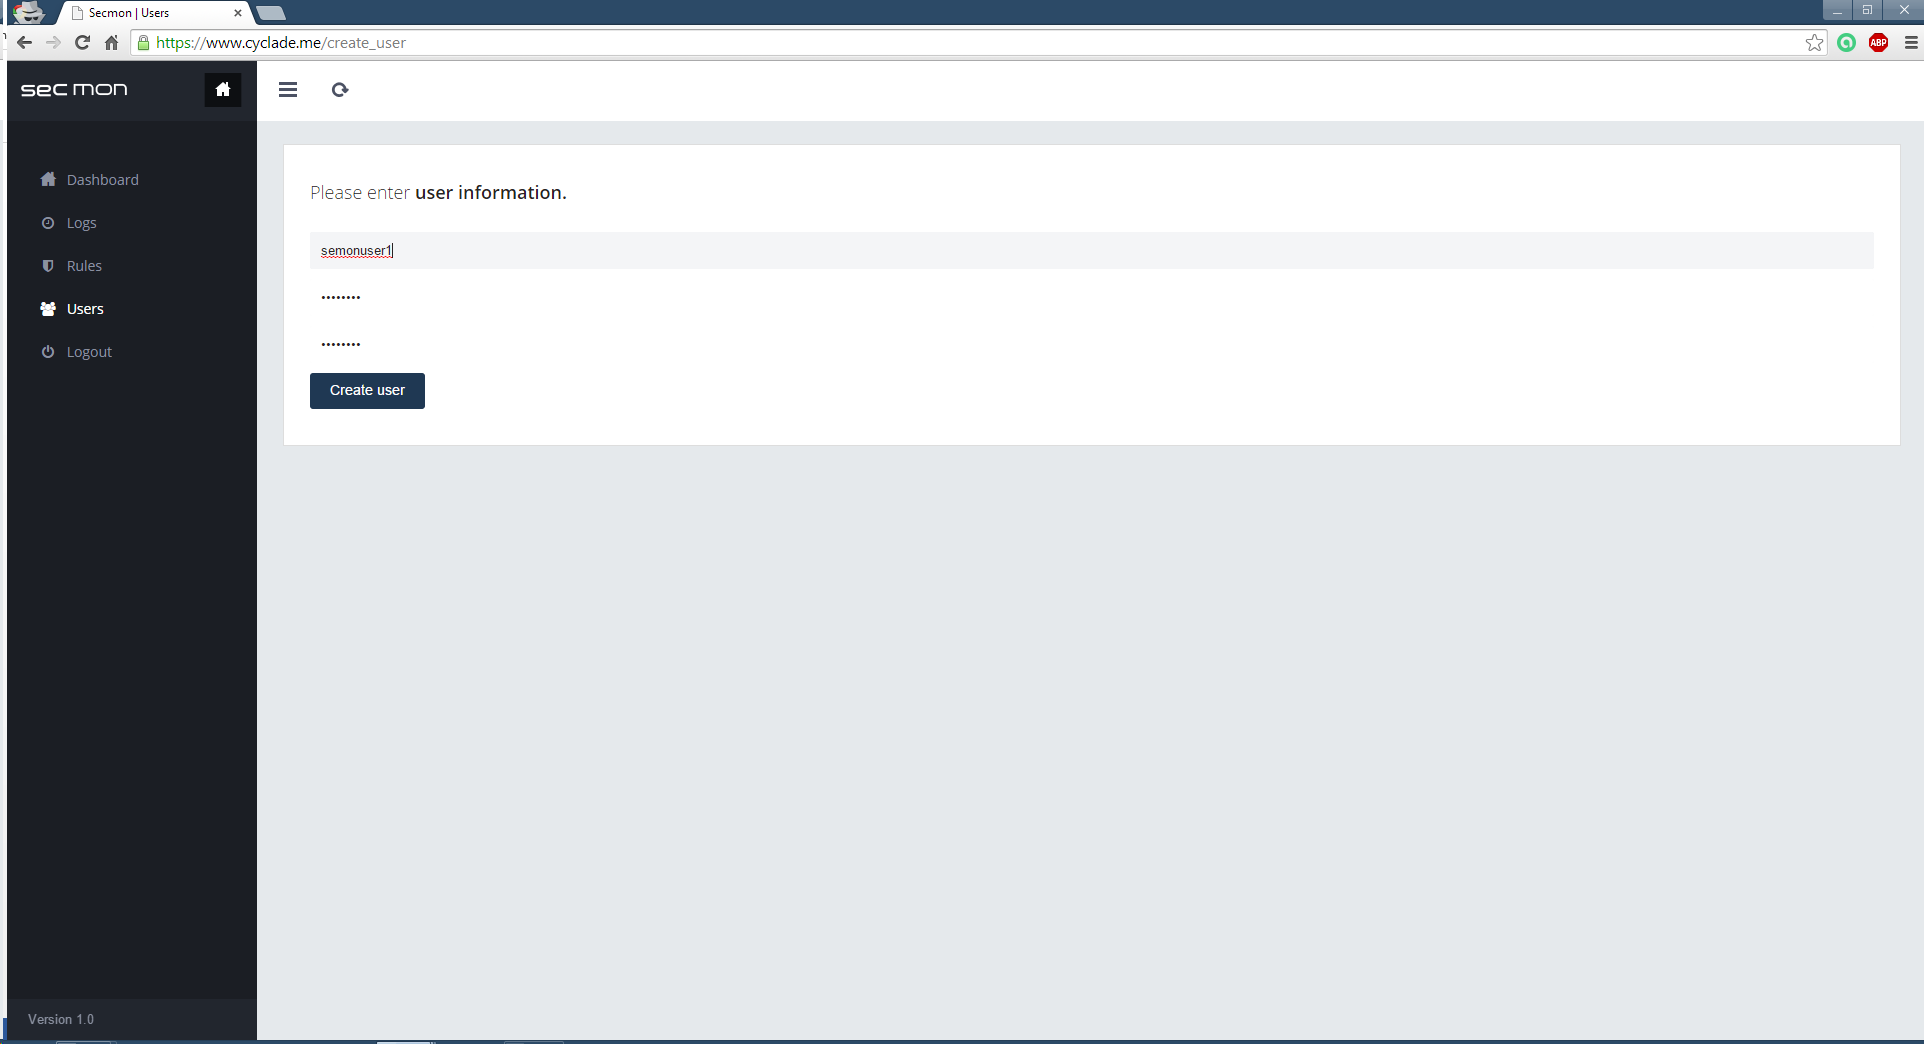 Secmon | Users
https://www.cyclade.me/create_user
ABP
sec mon
Dashboard
Logs
Rules
Users
Logout
Please enter user information.
semonuser1
••••••••
••••••••
Create user
Version 1.0